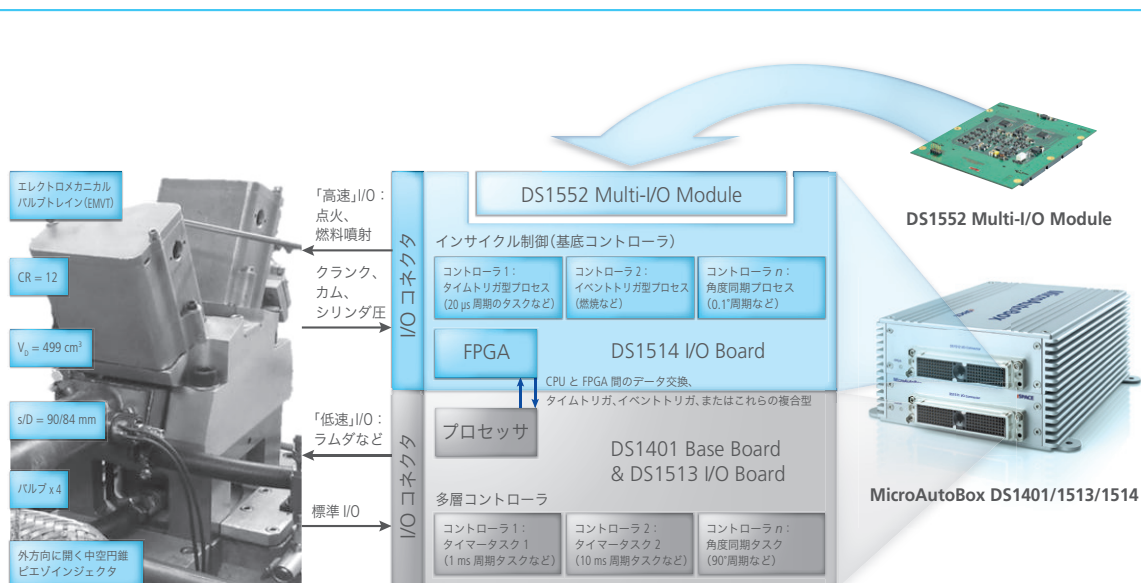 エレクトロメカニカル
バルブトレイン(EMVT)
CR = 12
V_D = 499 cm³
s/D = 90/84 mm
バルブ x 4
外方向に開く中空円錐
ピエゾインジェクタ
「高速」I/O：
点火、
燃料噴射
クランク、
カム、
シリンダ圧
「低速」I/O：
ラムダなど
標準 I/O
I/O コネクタ
I/O コネクタ
DS1552 Multi-I/O Module
インサイクル制御(基底コントローラ)
コントローラ 1：
タイムトリガ型プロセス
(20 µs 周期のタスクなど)
コントローラ 2：
イベントトリガ型プロセス
(燃焼など)
コントローラ n：
角度同期プロセス
(0.1°周期など)
FPGA
DS1514 I/O Board
CPU と FPGA 間のデータ交換、
タイムトリガ、イベントトリガ、またはこれらの複合型
プロセッサ
DS1401 Base Board
& DS1513 I/O Board
多層コントローラ
コントローラ 1：
タイマータスク 1
(1 ms 周期タスクなど)
コントローラ 2：
タイマータスク 2
(10 ms 周期タスクなど)
コントローラ n：
角度同期タスク
(90°周期など)
DS1552 Multi-I/O Module
MicroAutoBox
dSPACE
MicroAutoBox DS1401/1513/1514